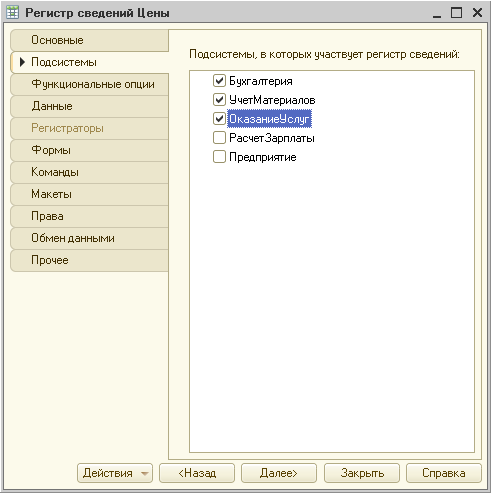 Регистр сведений Цены
Основные
Подсистемы
Функциональные опции
Данные
Регистраторы
Формы
Команды
Макеты
Права
Обмен данными
Прочее
Подсистемы, в которых участвует регистр сведений:
Бухгалтерия
УчетМатериалов
ОказаниеУслуг
РасчетЗарплаты
Предприятие
Действия
<Назад
Далее>
Закрыть
Справка